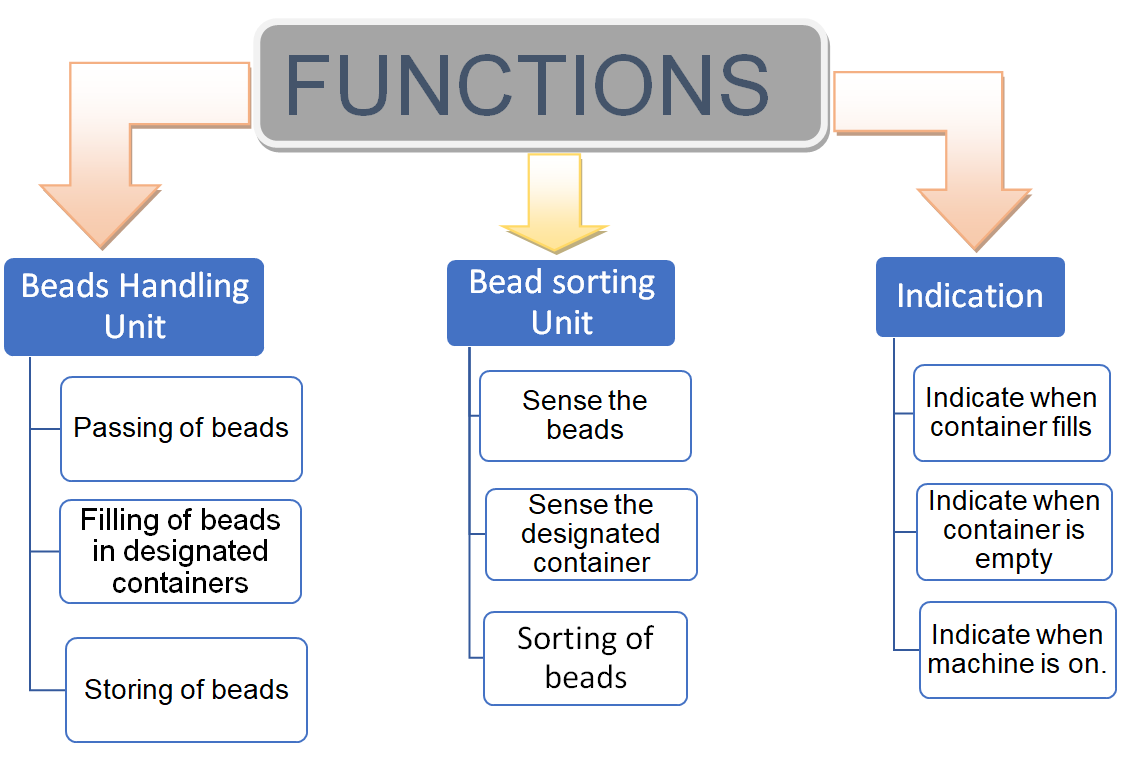 FUNCTIONS
Beads Handling
Unit
Passing of beads
Filling of beads
in designated
containers
Storing of beads
Bead sorting
Unit
Sense the
beads
Sense the
designated
container
Sorting of
beads
Indication
Indicate when
container fills
Indicate when
container is
empty
Indicate when
machine is on.